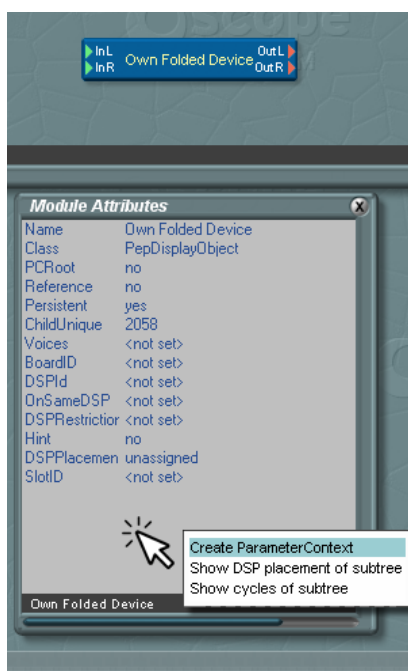 Oscope
InL Own Folded Device OutL
InR OutR
Module Attributes
Name Own Folded Device
Class PepDisplayObject
PCRoot no
Reference no
Persistent yes
ChildUnique 2058
Voices <not set>
BoardID <not set>
DSPId <not set>
OnSameDSP <not set>
DSPRestriction <not set>
Hint no
DSPPlacemen unassigned
SlotID <not set>
Create ParameterContext
Show DSP placement of subtree
Show cycles of subtree
Own Folded Device